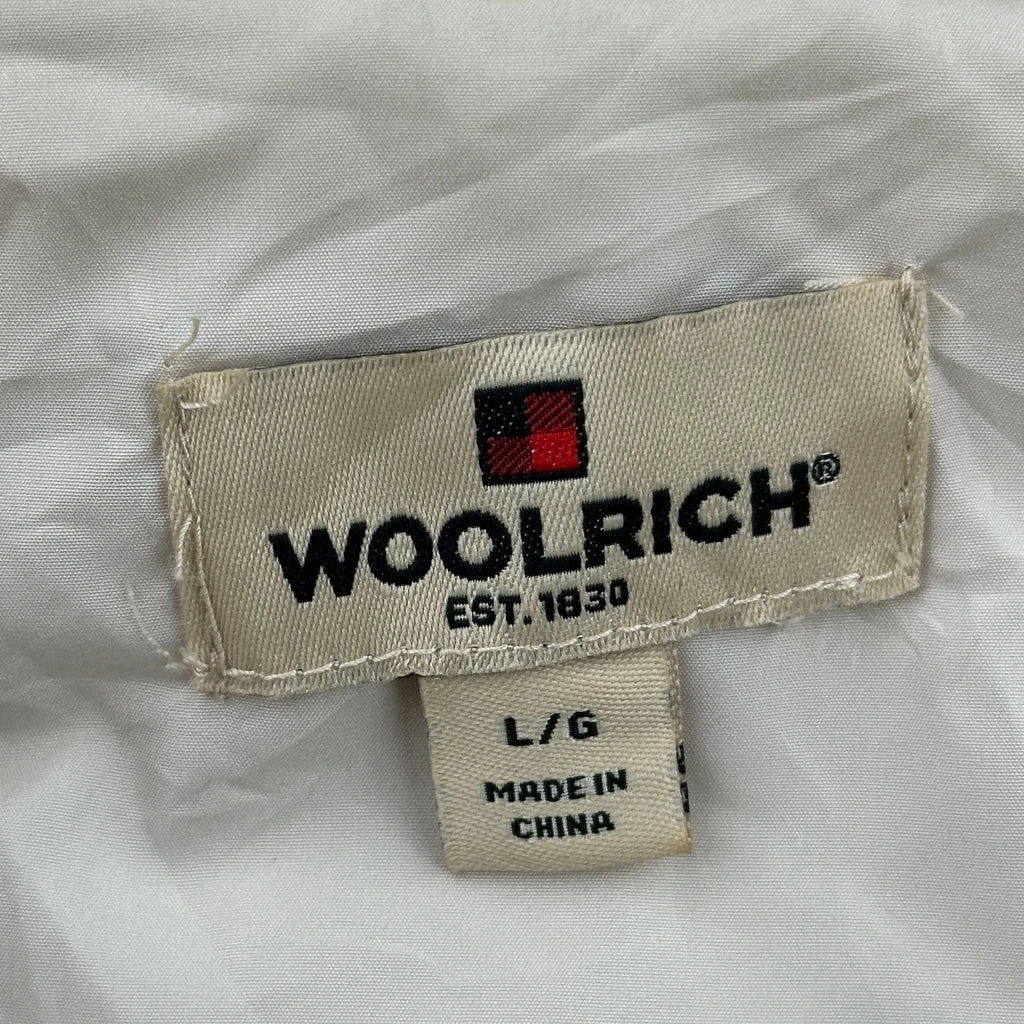 WOOLRICH®
EST. 1830
L/G
MADE IN
CHINA